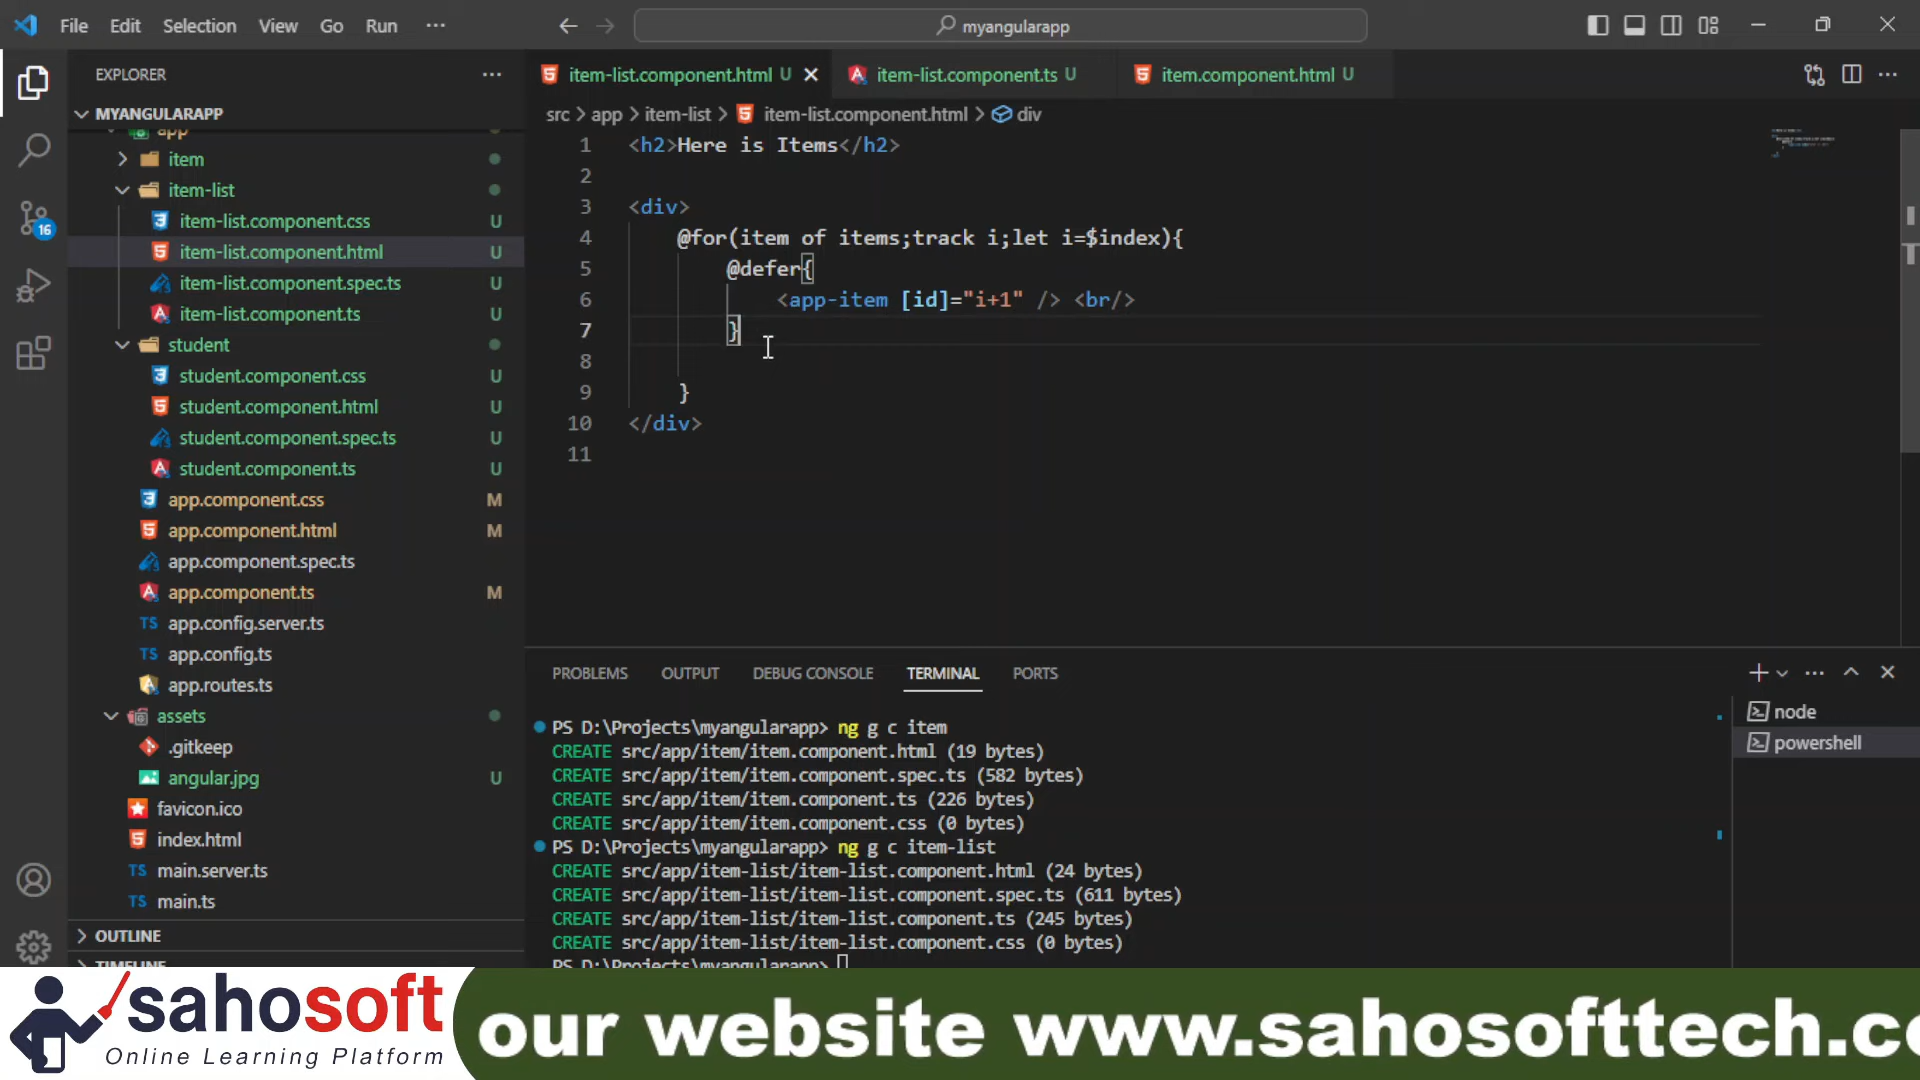 File Edit Selection View Go Run ···
myangularapp
EXPLORER
MYANGULARAPP
app
item
item-list
item-list.component.css U
item-list.component.html U
item-list.component.spec.ts U
item-list.component.ts U
student
student.component.css U
student.component.html U
student.component.spec.ts U
student.component.ts U
app.component.css M
app.component.html M
app.component.spec.ts
app.component.ts M
TS app.config.server.ts
TS app.config.ts
app.routes.ts
assets
.gitkeep
angular.jpg U
favicon.ico
index.html
TS main.server.ts
TS main.ts
OUTLINE
TIMELINE
16
item-list.component.html U
item-list.component.ts U
item.component.html U
src > app > item-list > item-list.component.html > div
1 <h2>Here is Items</h2>
2
3 <div>
4 @for(item of items;track i;let i=$index){
5 @defer{
6 <app-item [id]="i+1" /> <br/>
7 }
8
9 }
10 </div>
11
PROBLEMS OUTPUT DEBUG CONSOLE TERMINAL PORTS
PS D:\Projects\myangularapp> ng g c item
CREATE src/app/item/item.component.html (19 bytes)
CREATE src/app/item/item.component.spec.ts (582 bytes)
CREATE src/app/item/item.component.ts (226 bytes)
CREATE src/app/item/item.component.css (0 bytes)
PS D:\Projects\myangularapp> ng g c item-list
CREATE src/app/item-list/item-list.component.html (24 bytes)
CREATE src/app/item-list/item-list.component.spec.ts (611 bytes)
CREATE src/app/item-list/item-list.component.ts (245 bytes)
CREATE src/app/item-list/item-list.component.css (0 bytes)
PS D:\Projects\myangularapp>
node
powershell
sahosoft
Online Learning Platform
our website www.sahosofttech.c